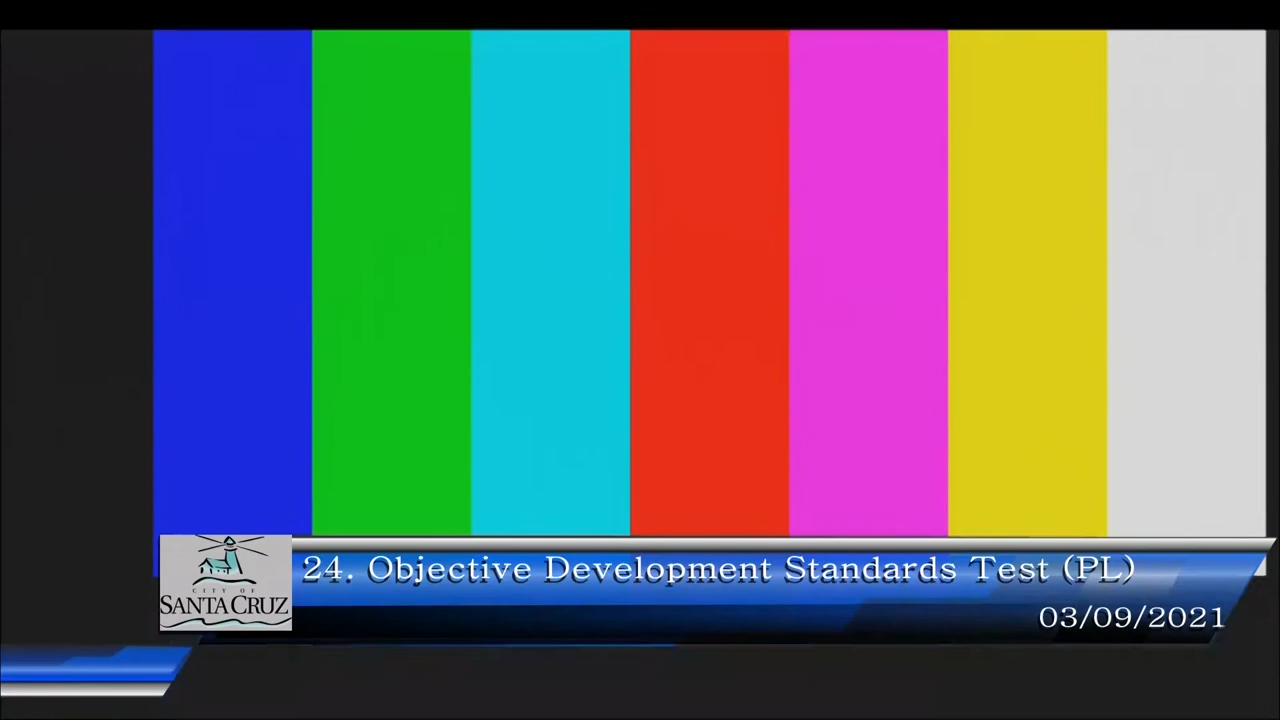 24. Objective Development Standards Test (PL)
CITY OF
SANTA CRUZ
03/09/2021